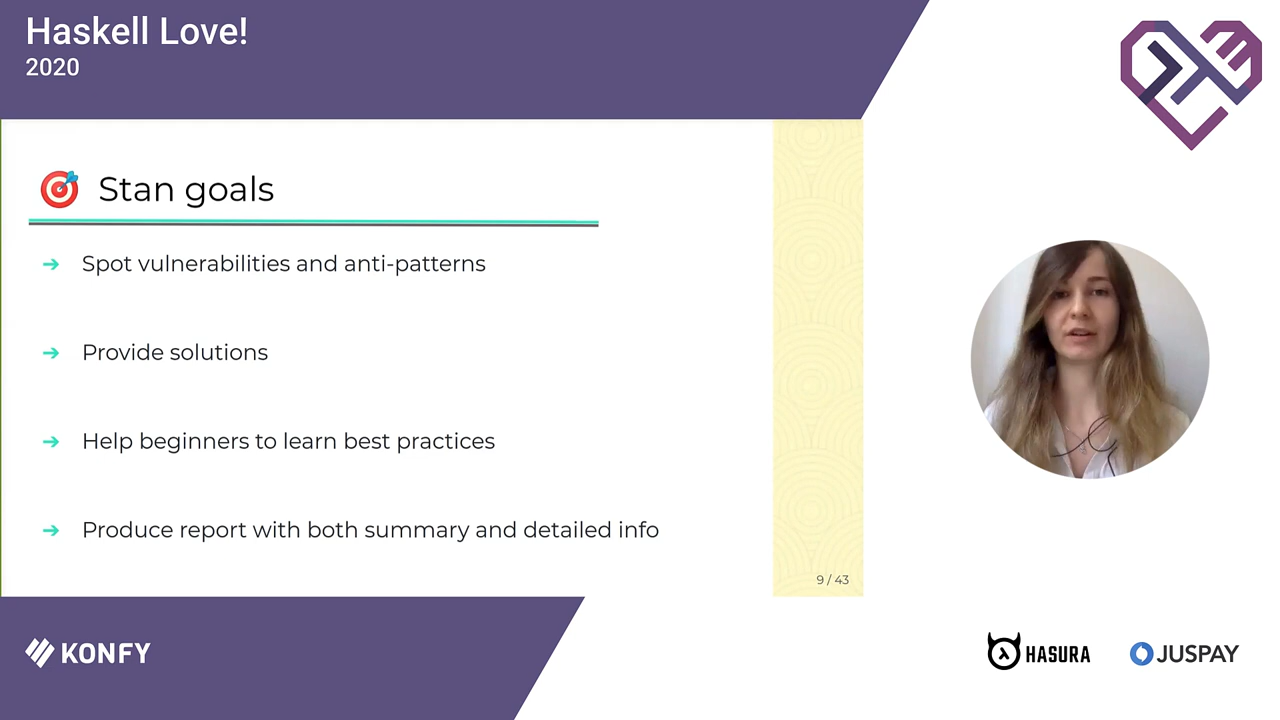 Haskell Love!
2020
Stan goals
➔ Spot vulnerabilities and anti-patterns
➔ Provide solutions
➔ Help beginners to learn best practices
➔ Produce report with both summary and detailed info
9 / 43
KONFY
HASURA
JUSPAY